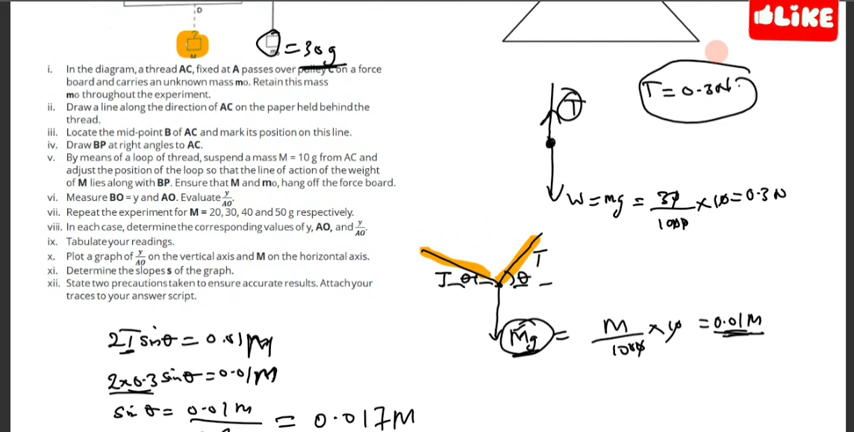 D
LiKE
M
= 30g
i. In the diagram, a thread AC, fixed at A passes over pulley C on a force
board and carries an unknown mass mo. Retain this mass
mo throughout the experiment.
ii. Draw a line along the direction of AC on the paper held behind the
thread.
iii. Locate the mid-point B of AC and mark its position on this line.
iv. Draw BP at right angles to AC.
v. By means of a loop of thread, suspend a mass M = 10 g from AC and
adjust the position of the loop so that the line of action of the weight
of M lies along with BP. Ensure that M and mo, hang off the force board.
vi. Measure BO = y and AO. Evaluate y/AO.
vii. Repeat the experiment for M = 20, 30, 40 and 50 g respectively.
viii. In each case, determine the corresponding values of y, AO, and y/AO.
ix. Tabulate your readings.
x. Plot a graph of y/AO on the vertical axis and M on the horizontal axis.
xi. Determine the slopes s of the graph.
xii. State two precautions taken to ensure accurate results. Attach your
traces to your answer script.
T = 0.3N
T
W = mg = 30/1000 × 10 = 0.3 N
T
T θ θ
Mg = M/1000 × 10 = 0.01M
2T sinθ = 0.01M
2×0.3 sinθ = 0.01M
sin θ = 0.01M = 0.017M